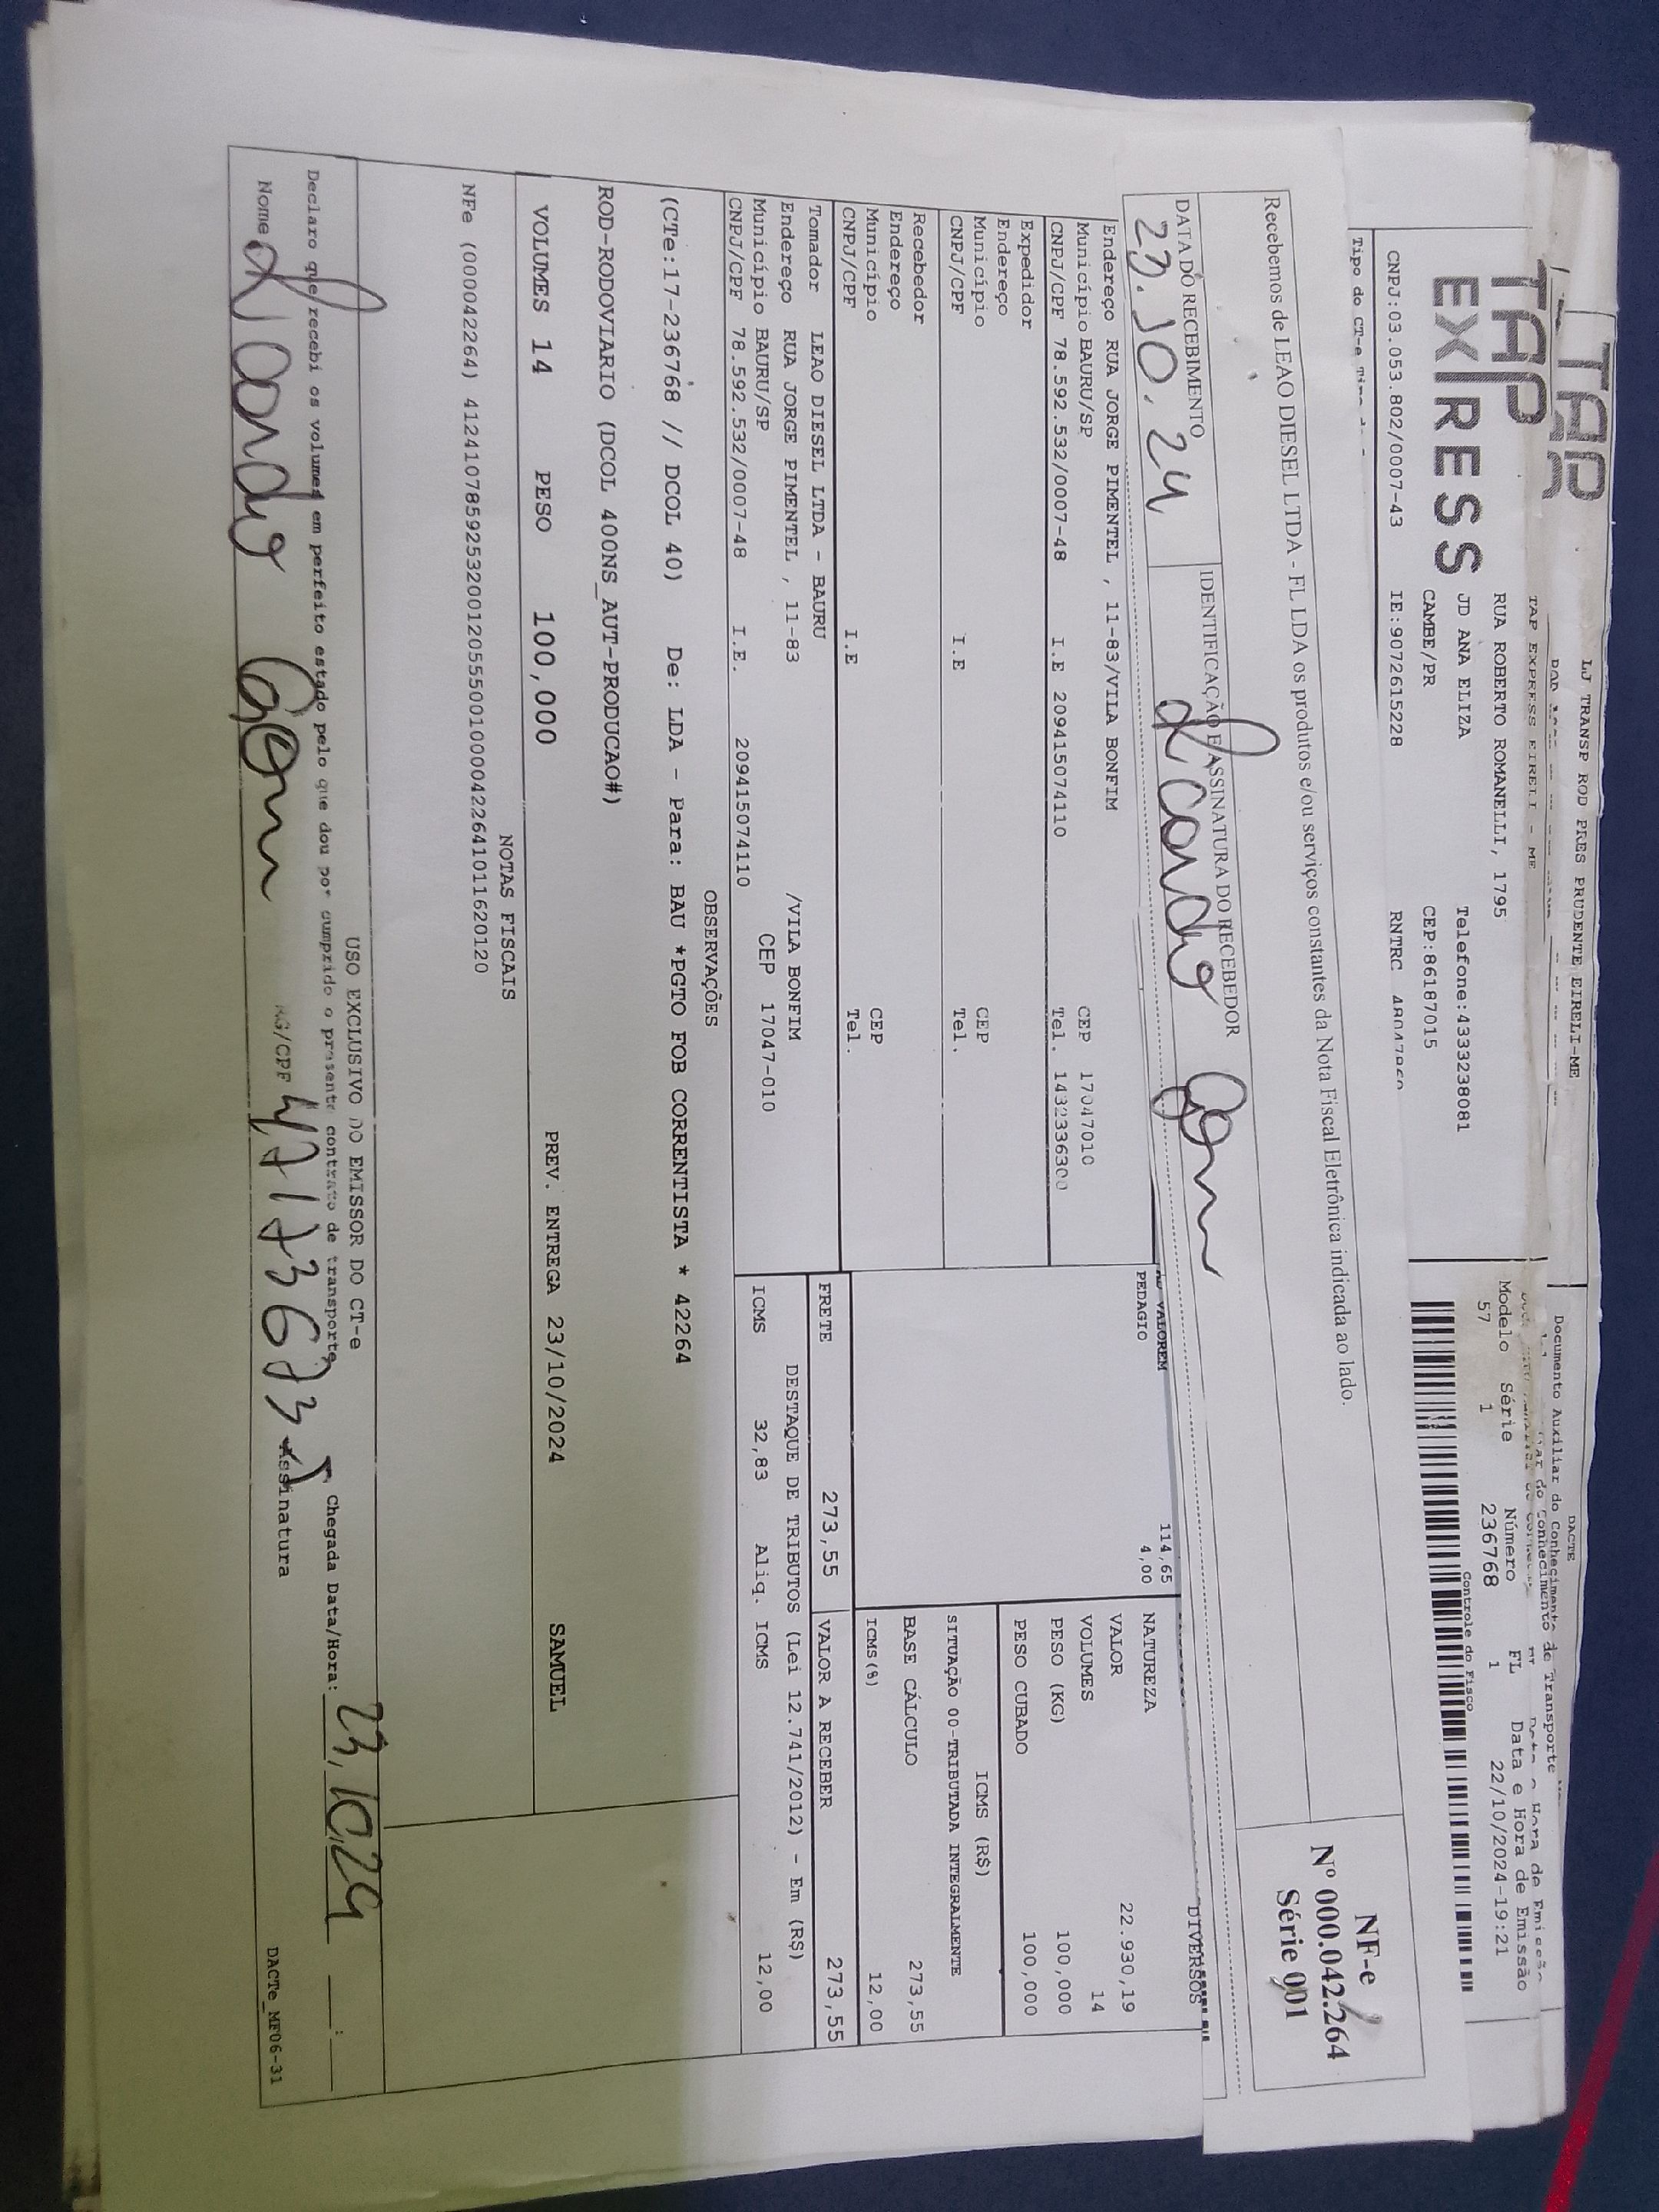 TAP
LJ TRANSP ROD PRES PRUDENTE EIRELI-ME
DACTE
Documento Auxiliar do Conhecimento de Transporte
TAP EXPRESS EIRELI - ME
TAP
EXPRESS
RUA ROBERTO ROMANELLI, 1795
JD ANA ELIZA
Telefone:4333238081
CAMBE/PR
CEP:86187015
CNPJ:03.053.802/0007-43 IE:9072615228 RNTRC
Modelo Série Número FL Data e Hora de Emissão
57 1 236768 1 22/10/2024-19:21
Controle do Fisco
Tipo do CT-e
Recebemos de LEAO DIESEL LTDA - FL LDA os produtos e/ou serviços constantes da Nota Fiscal Eletrônica indicada ao lado.
NF-e
Nº 000.042.264
Série 001
DATA DO RECEBIMENTO
23.10.24
IDENTIFICAÇÃO E ASSINATURA DO RECEBEDOR
Endereço RUA JORGE PIMENTEL , 11-83/VILA BONFIM
Município BAURU/SP CEP 17047010
CNPJ/CPF 78.592.532/0007-48 I.E 209415074110 Tel. 1432336300
Expedidor
Endereço
Município CEP
CNPJ/CPF I.E Tel.
Recebedor
Endereço
Município CEP
CNPJ/CPF I.E Tel.
VALOREM 114,65
PEDAGIO 4,00
NATUREZA DIVERSOS
VALOR 22.930,19
VOLUMES 14
PESO (KG) 100,000
PESO CUBADO 100,000
ICMS (R$)
SITUAÇÃO 00-TRIBUTADA INTEGRALMENTE
BASE CÁLCULO 273,55
ICMS(%) 12,00
Tomador LEAO DIESEL LTDA - BAURU
Endereço RUA JORGE PIMENTEL , 11-83 /VILA BONFIM
Município BAURU/SP CEP 17047-010
CNPJ/CPF 78.592.532/0007-48 I.E. 209415074110
FRETE 273,55 VALOR A RECEBER 273,55
DESTAQUE DE TRIBUTOS (Lei 12.741/2012) - Em (R$)
ICMS 32,83 Aliq. ICMS 12,00
OBSERVAÇÕES
(CTe:17-236768 // DCOL 40) De: LDA - Para: BAU *PGTO FOB CORRENTISTA * 42264
ROD-RODOVIARIO (DCOL 400NS_AUT-PRODUCAO#)
VOLUMES 14 PESO 100,000 PREV. ENTREGA 23/10/2024 SAMUEL
NOTAS FISCAIS
NFe (000042264) 41241078592532001205550010000422641011620120
USO EXCLUSIVO DO EMISSOR DO CT-e
Declaro que recebi os volumes em perfeito estado pelo que dou por cumprido o presente contrato de transporte
Chegada Data/Hora: 23,10,24 __:__
Nome RG/CPF Assinatura
DACTe_MF06-31